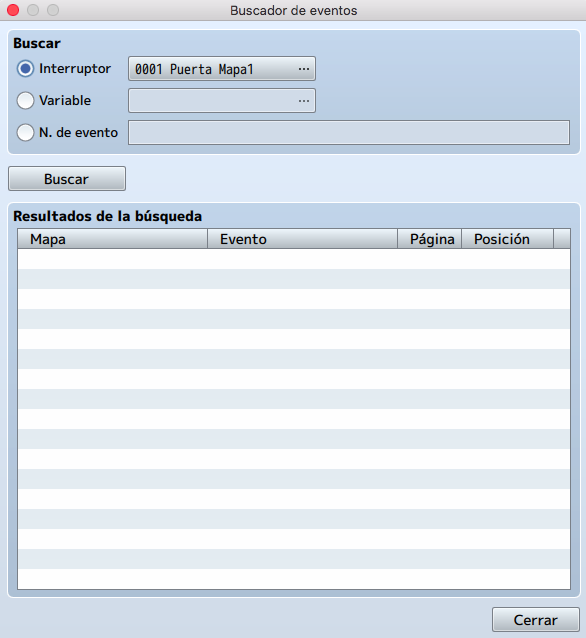 Buscador de eventos
Buscar
Interruptor 0001 Puerta Mapa1 ...
Variable ...
N. de evento
Buscar
Resultados de la búsqueda
Mapa Evento Página Posición
Cerrar